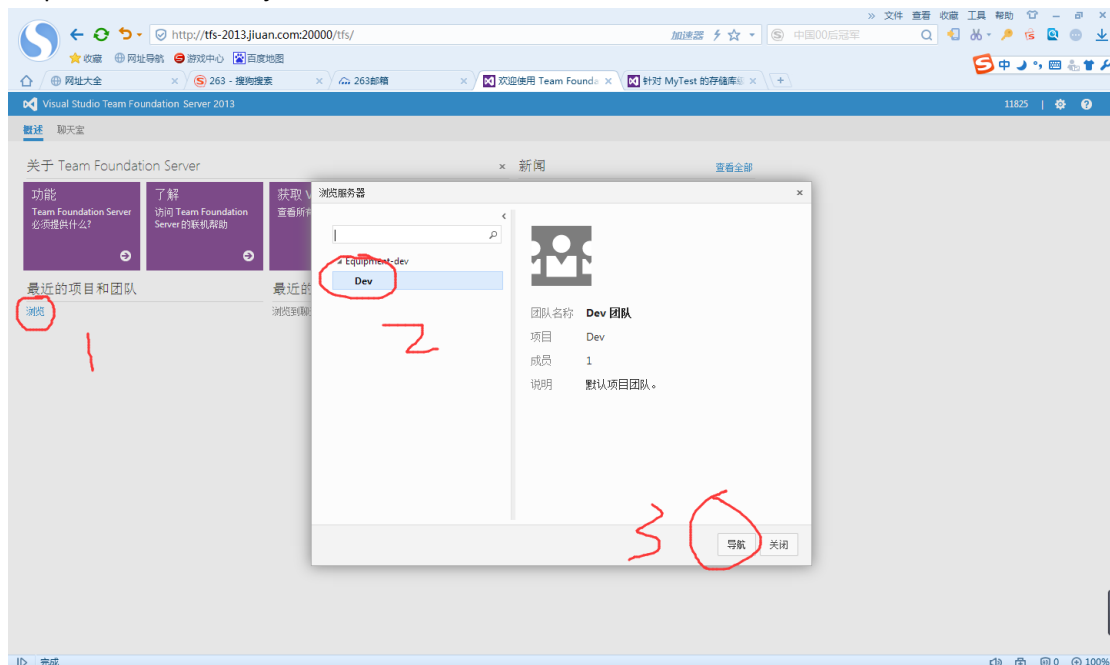 文件 查看 收藏 工具 帮助
http://tfs-2013.jiuan.com:20000/tfs/ 加速器 中国00后冠军
收藏 网址导航 游戏中心 百度地图
网址大全 263 - 搜狗搜索 263邮箱 欢迎使用 Team Founda 针对 MyTest 的存储库
中
Visual Studio Team Foundation Server 2013 11825
概述 聊天室
关于 Team Foundation Server 新闻 查看全部
功能
Team Foundation Server
必须提供什么?
了解
访问 Team Foundation
Server 的联机帮助
获取 V
查看所有
最近的项目和团队
浏览
最近的
浏览到聊
浏览服务器
Equipment-dev
Dev
团队名称 Dev 团队
项目 Dev
成员 1
说明 默认项目团队。
导航 关闭
1
2
3
完成 0 100%